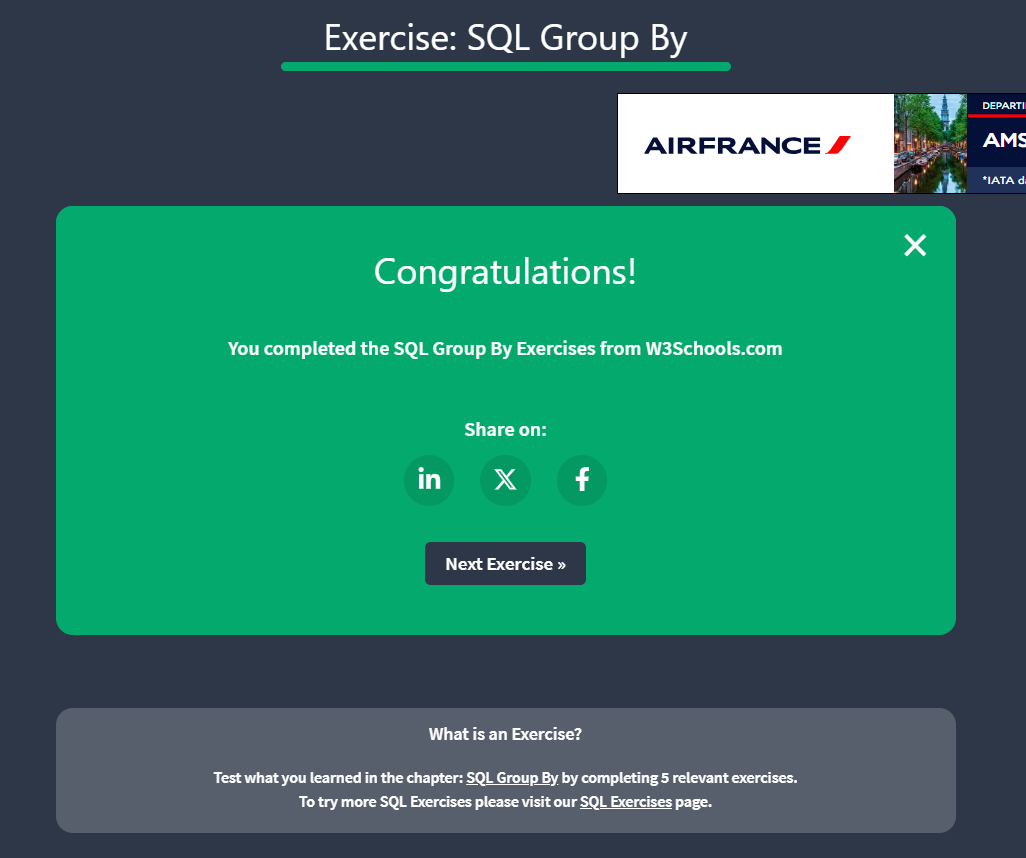 Exercise: SQL Group By
AIRFRANCE
AMS
Congratulations!
You completed the SQL Group By Exercises from W3Schools.com
Share on:
in X f
Next Exercise »
What is an Exercise?
Test what you learned in the chapter: SQL Group By by completing 5 relevant exercises.
To try more SQL Exercises please visit our SQL Exercises page.